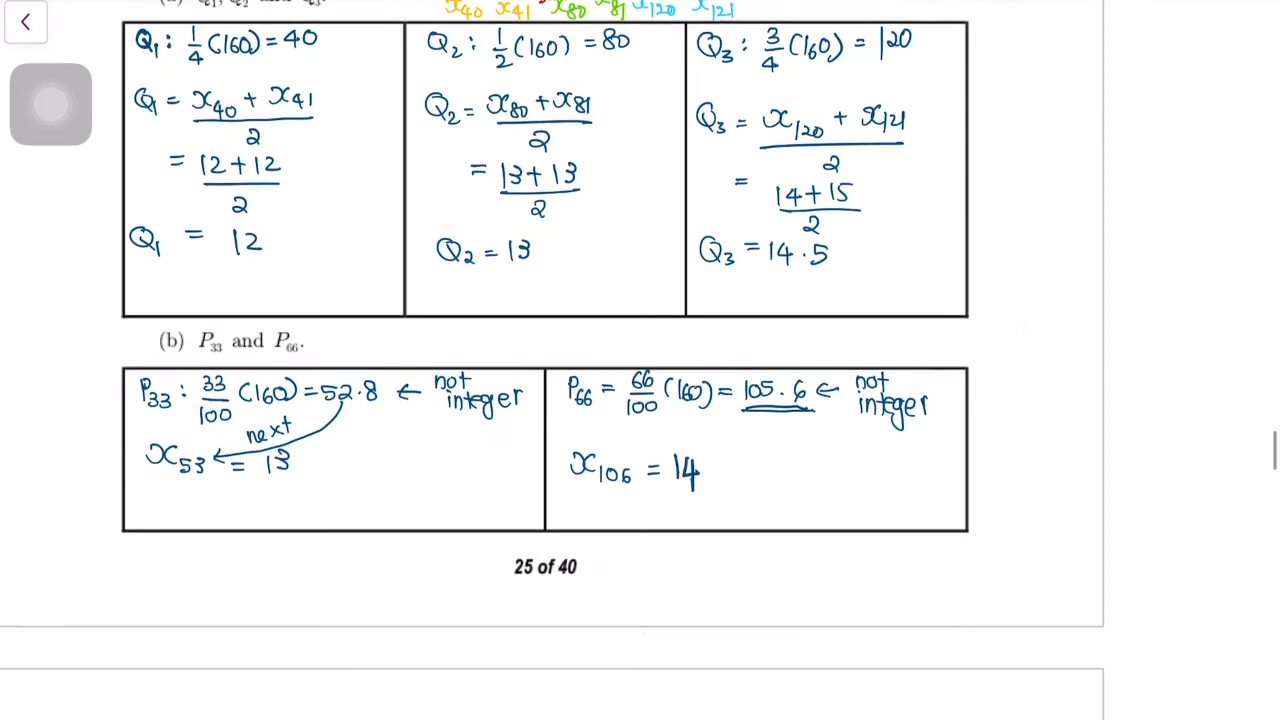 x40 x41 x80 x81 x120 x121
Q1 : 1/4 (160) = 40
Q1 = x40 + x41 / 2
= 12 + 12 / 2
Q1 = 12
Q2 : 1/2 (160) = 80
Q2 = x80 + x81 / 2
= 13 + 13 / 2
Q2 = 13
Q3 : 3/4 (160) = 120
Q3 = x120 + x121 / 2
= 14 + 15 / 2
Q3 = 14.5
(b) P33 and P66.
P33 : 33/100 (160) = 52.8 ← not integer
next
x53 = 13
P66 = 66/100 (160) = 105.6 ← not integer
x106 = 14
25 of 40